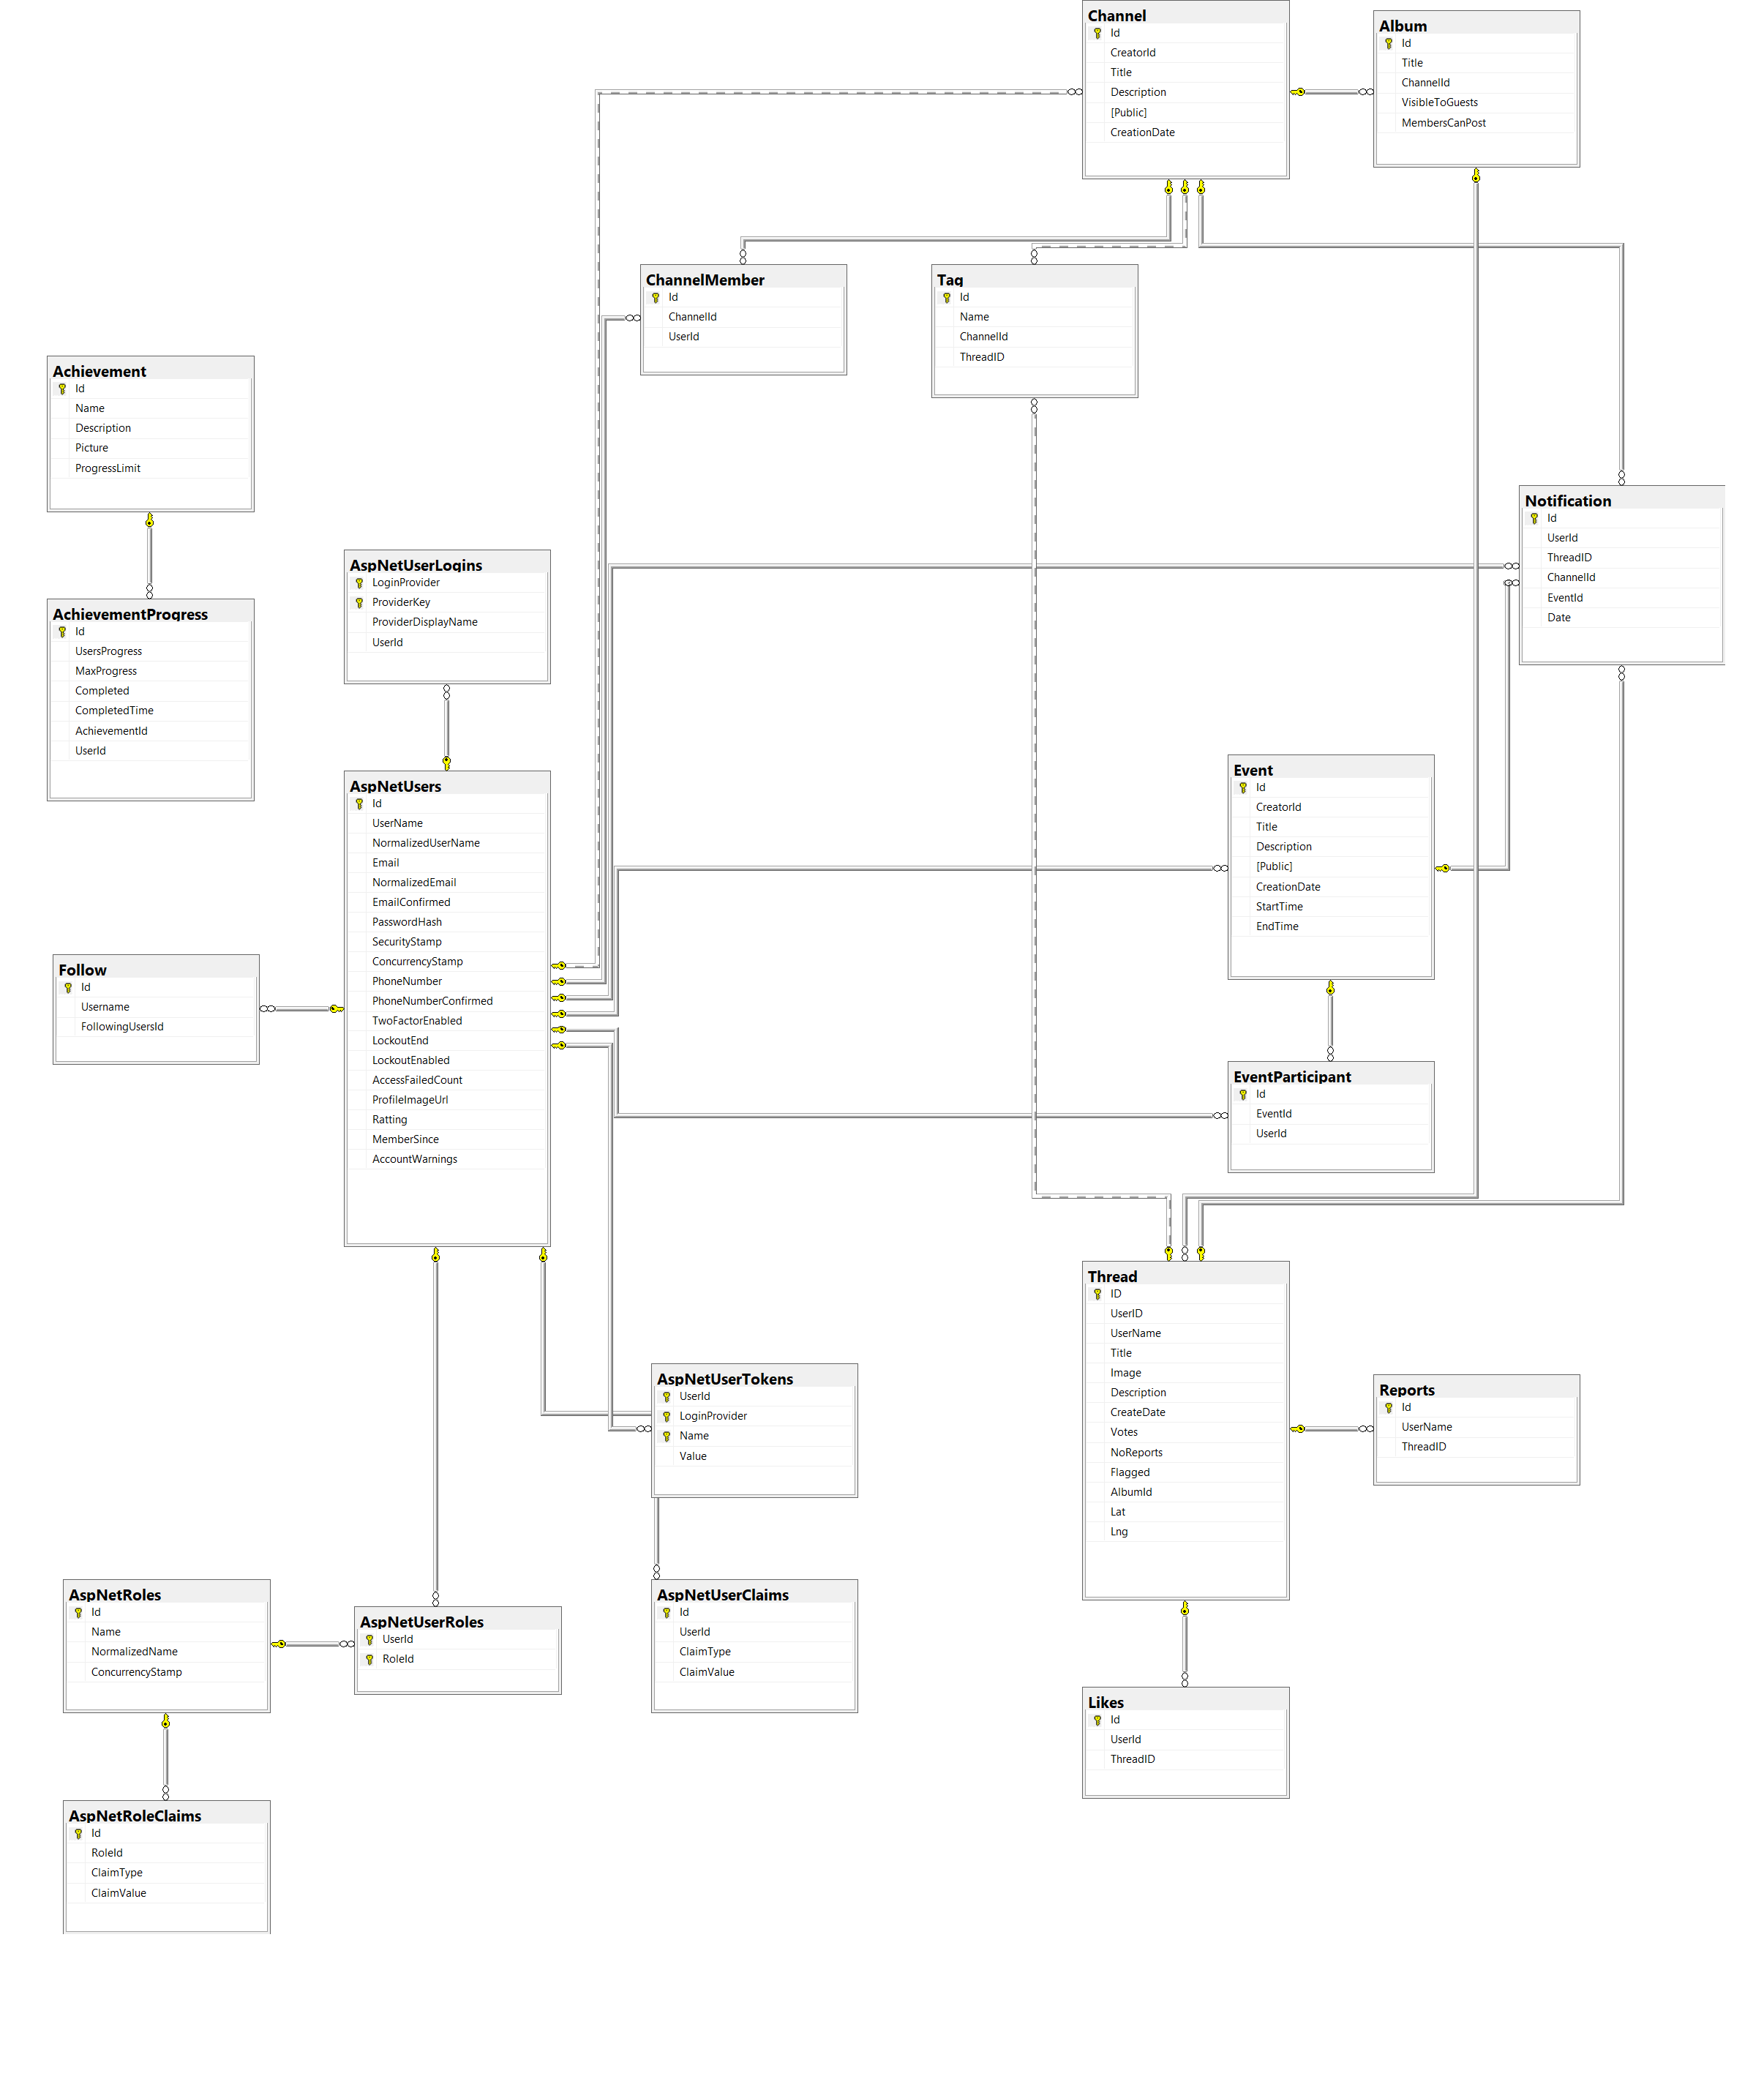 Channel
Id
CreatorId
Title
Description
[Public]
CreationDate
Album
Id
Title
ChannelId
VisibleToGuests
MembersCanPost
ChannelMember
Id
ChannelId
UserId
Tag
Id
Name
ChannelId
ThreadID
Achievement
Id
Name
Description
Picture
ProgressLimit
Notification
Id
UserId
ThreadID
ChannelId
EventId
Date
AspNetUserLogins
LoginProvider
ProviderKey
ProviderDisplayName
UserId
AchievementProgress
Id
UsersProgress
MaxProgress
Completed
CompletedTime
AchievementId
UserId
Event
Id
CreatorId
Title
Description
[Public]
CreationDate
StartTime
EndTime
AspNetUsers
Id
UserName
NormalizedUserName
Email
NormalizedEmail
EmailConfirmed
PasswordHash
SecurityStamp
ConcurrencyStamp
PhoneNumber
PhoneNumberConfirmed
TwoFactorEnabled
LockoutEnd
LockoutEnabled
AccessFailedCount
ProfileImageUrl
Ratting
MemberSince
AccountWarnings
Follow
Id
Username
FollowingUsersId
EventParticipant
Id
EventId
UserId
Thread
ID
UserID
UserName
Title
Image
Description
CreateDate
Votes
NoReports
Flagged
AlbumId
Lat
Lng
AspNetUserTokens
UserId
LoginProvider
Name
Value
Reports
Id
UserName
ThreadID
AspNetRoles
Id
Name
NormalizedName
ConcurrencyStamp
AspNetUserRoles
UserId
RoleId
AspNetUserClaims
Id
UserId
ClaimType
ClaimValue
Likes
Id
UserId
ThreadID
AspNetRoleClaims
Id
RoleId
ClaimType
ClaimValue